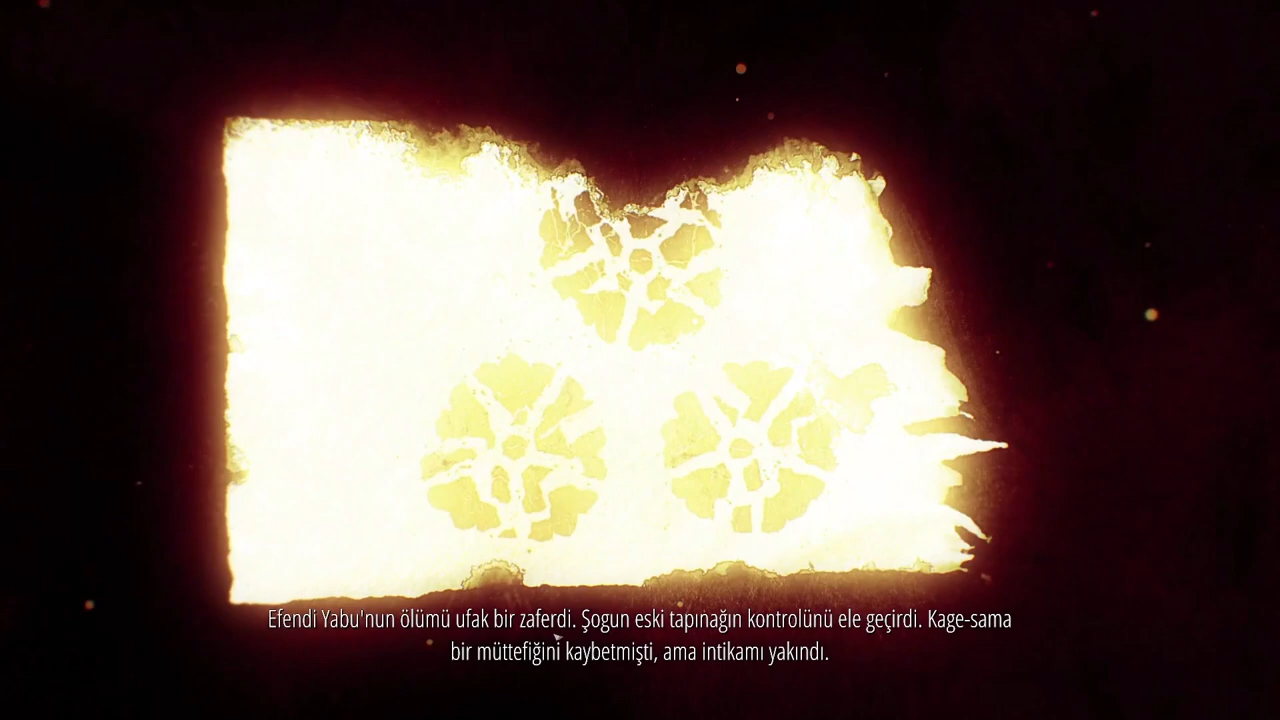 Efendi Yabu'nun ölümü ufak bir zaferdi. Şogun eski tapınağın kontrolünü ele geçirdi. Kage-sama
bir müttefiğini kaybetmişti, ama intikamı yakındı.